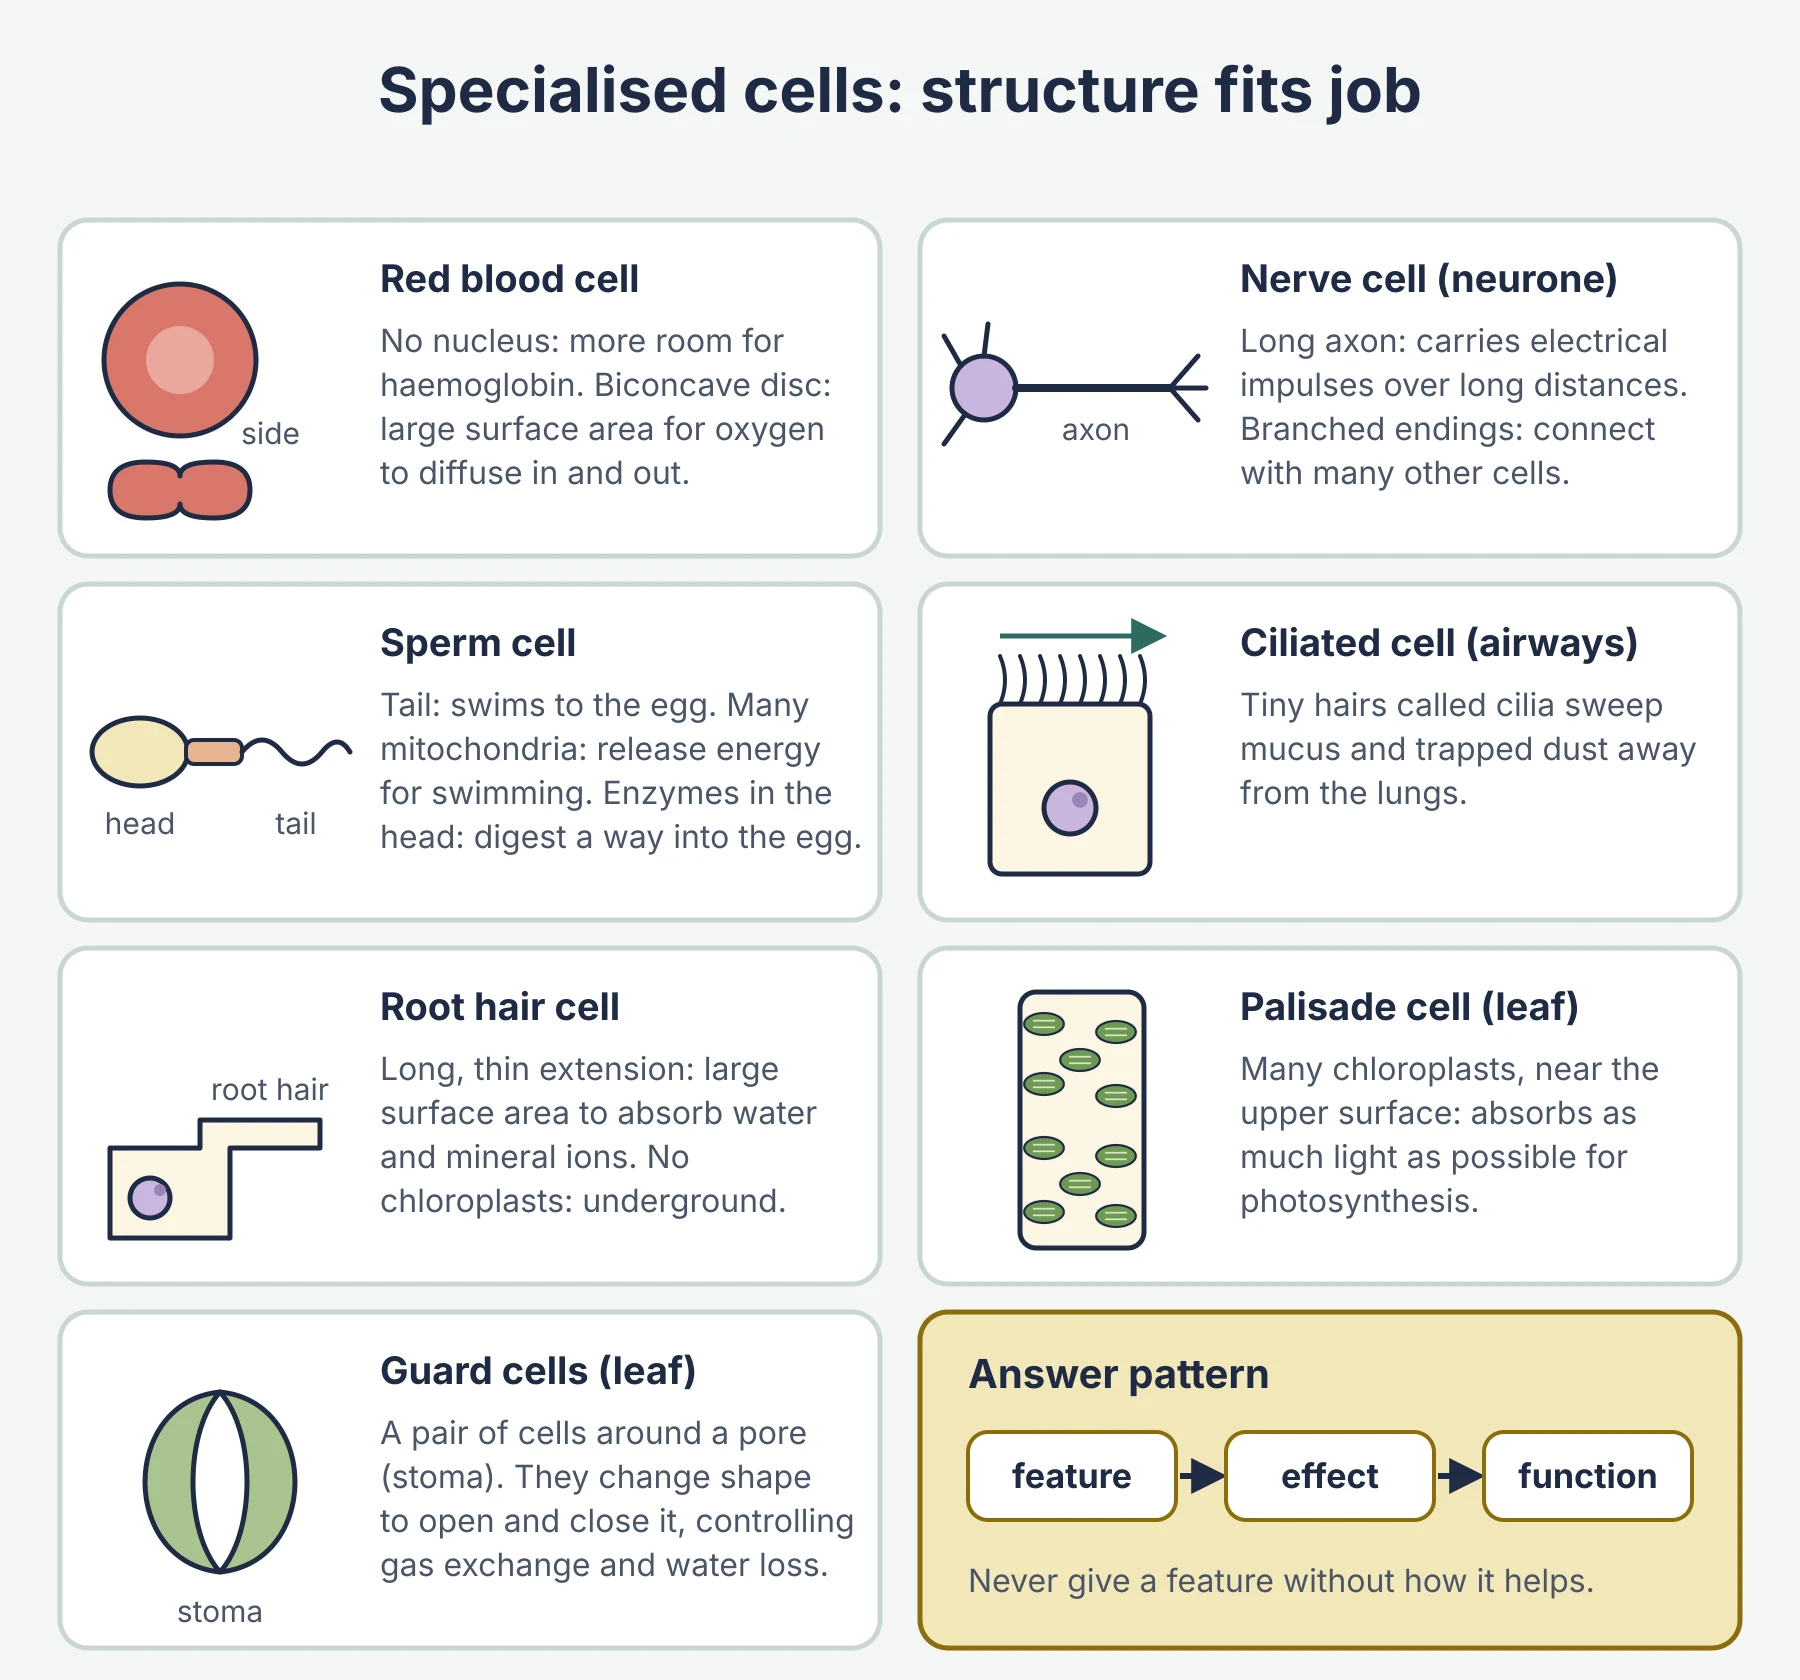 Specialised cells: structure fits job
Red blood cell
No nucleus: more room for
haemoglobin. Biconcave disc:
large surface area for oxygen
to diffuse in and out.
side
Nerve cell (neurone)
Long axon: carries electrical
impulses over long distances.
Branched endings: connect
with many other cells.
axon
Sperm cell
Tail: swims to the egg. Many
mitochondria: release energy
for swimming. Enzymes in the
head: digest a way into the egg.
head
tail
Ciliated cell (airways)
Tiny hairs called cilia sweep
mucus and trapped dust away
from the lungs.
Root hair cell
Long, thin extension: large
surface area to absorb water
and mineral ions. No
chloroplasts: underground.
root hair
Palisade cell (leaf)
Many chloroplasts, near the
upper surface: absorbs as
much light as possible for
photosynthesis.
Guard cells (leaf)
A pair of cells around a pore
(stoma). They change shape
to open and close it, controlling
gas exchange and water loss.
stoma
Answer pattern
feature
effect
function
Never give a feature without how it helps.